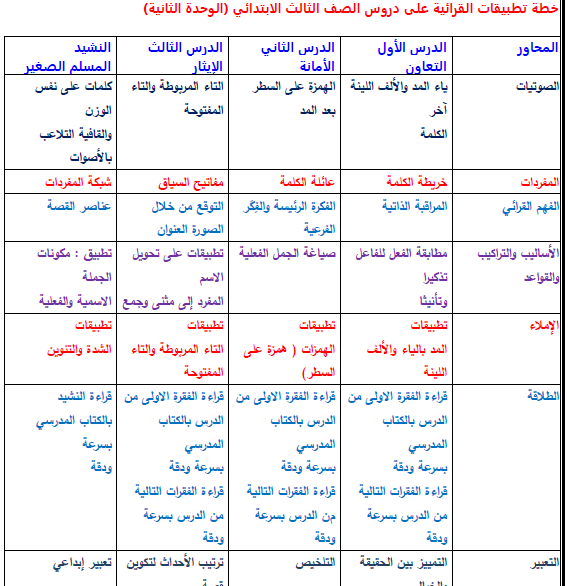 خطة تطبيقات القرائية على دروس الصف الثالث الابتدائي (الوحدة الثانية)
المحاور
الدرس الأول
التعاون
الدرس الثاني
الأمانة
الدرس الثالث
الإيثار
النشيد
المسلم الصغير
الصوتيات
ياء المد والألف اللينة
آخر
الكلمة
الهمزة على السطر
بعد المد
التاء المربوطة والتاء
المفتوحة
كلمات على نفس
الوزن
والقافية التلاعب
بالأصوات
المفردات
خريطة الكلمة
عائلة الكلمة
مفاتيح السياق
شبكة المفردات
الفهم القرائي
المراقبة الذاتية
الفكرة الرئيسة والفِكَر
الفرعية
التوقع من خلال
الصورة العنوان
عناصر القصة
الأساليب والتراكيب
والقواعد
مطابقة الفعل للفاعل
تذكيرا
وتأنيثا
صياغة الجمل الفعلية
تطبيقات على تحويل
الاسم
المفرد إلى مثنى وجمع
تطبيق : مكونات
الجملة
الاسمية والفعلية
الإملاء
تطبيقات
المد بالياء والألف
اللينة
تطبيقات
الهمزات ( همزة على
السطر)
تطبيقات
التاء المربوطة والتاء
المفتوحة
تطبيقات
الشدة والتنوين
الطلاقة
قراءة الفقرة الاولى من
الدرس بالكتاب
المدرسي
بسرعة ودقة
قراءة الفقرات التالية
من الدرس بسرعة
ودقة
قراءة الفقرة الاولى من
الدرس بالكتاب
المدرسي
بسرعة ودقة
قراءة الفقرات التالية
من الدرس بسرعة
ودقة
قراءة الفقرة الاولى من
الدرس بالكتاب
المدرسي
بسرعة ودقة
قراءة الفقرات التالية
من الدرس بسرعة
ودقة
قراءة النشيد
بالكتاب المدرسي
بسرعة
ودقة
التعبير
التمييز بين الحقيقة
التلخيص
ترتيب الأحداث لتكوين
تعبير إبداعي